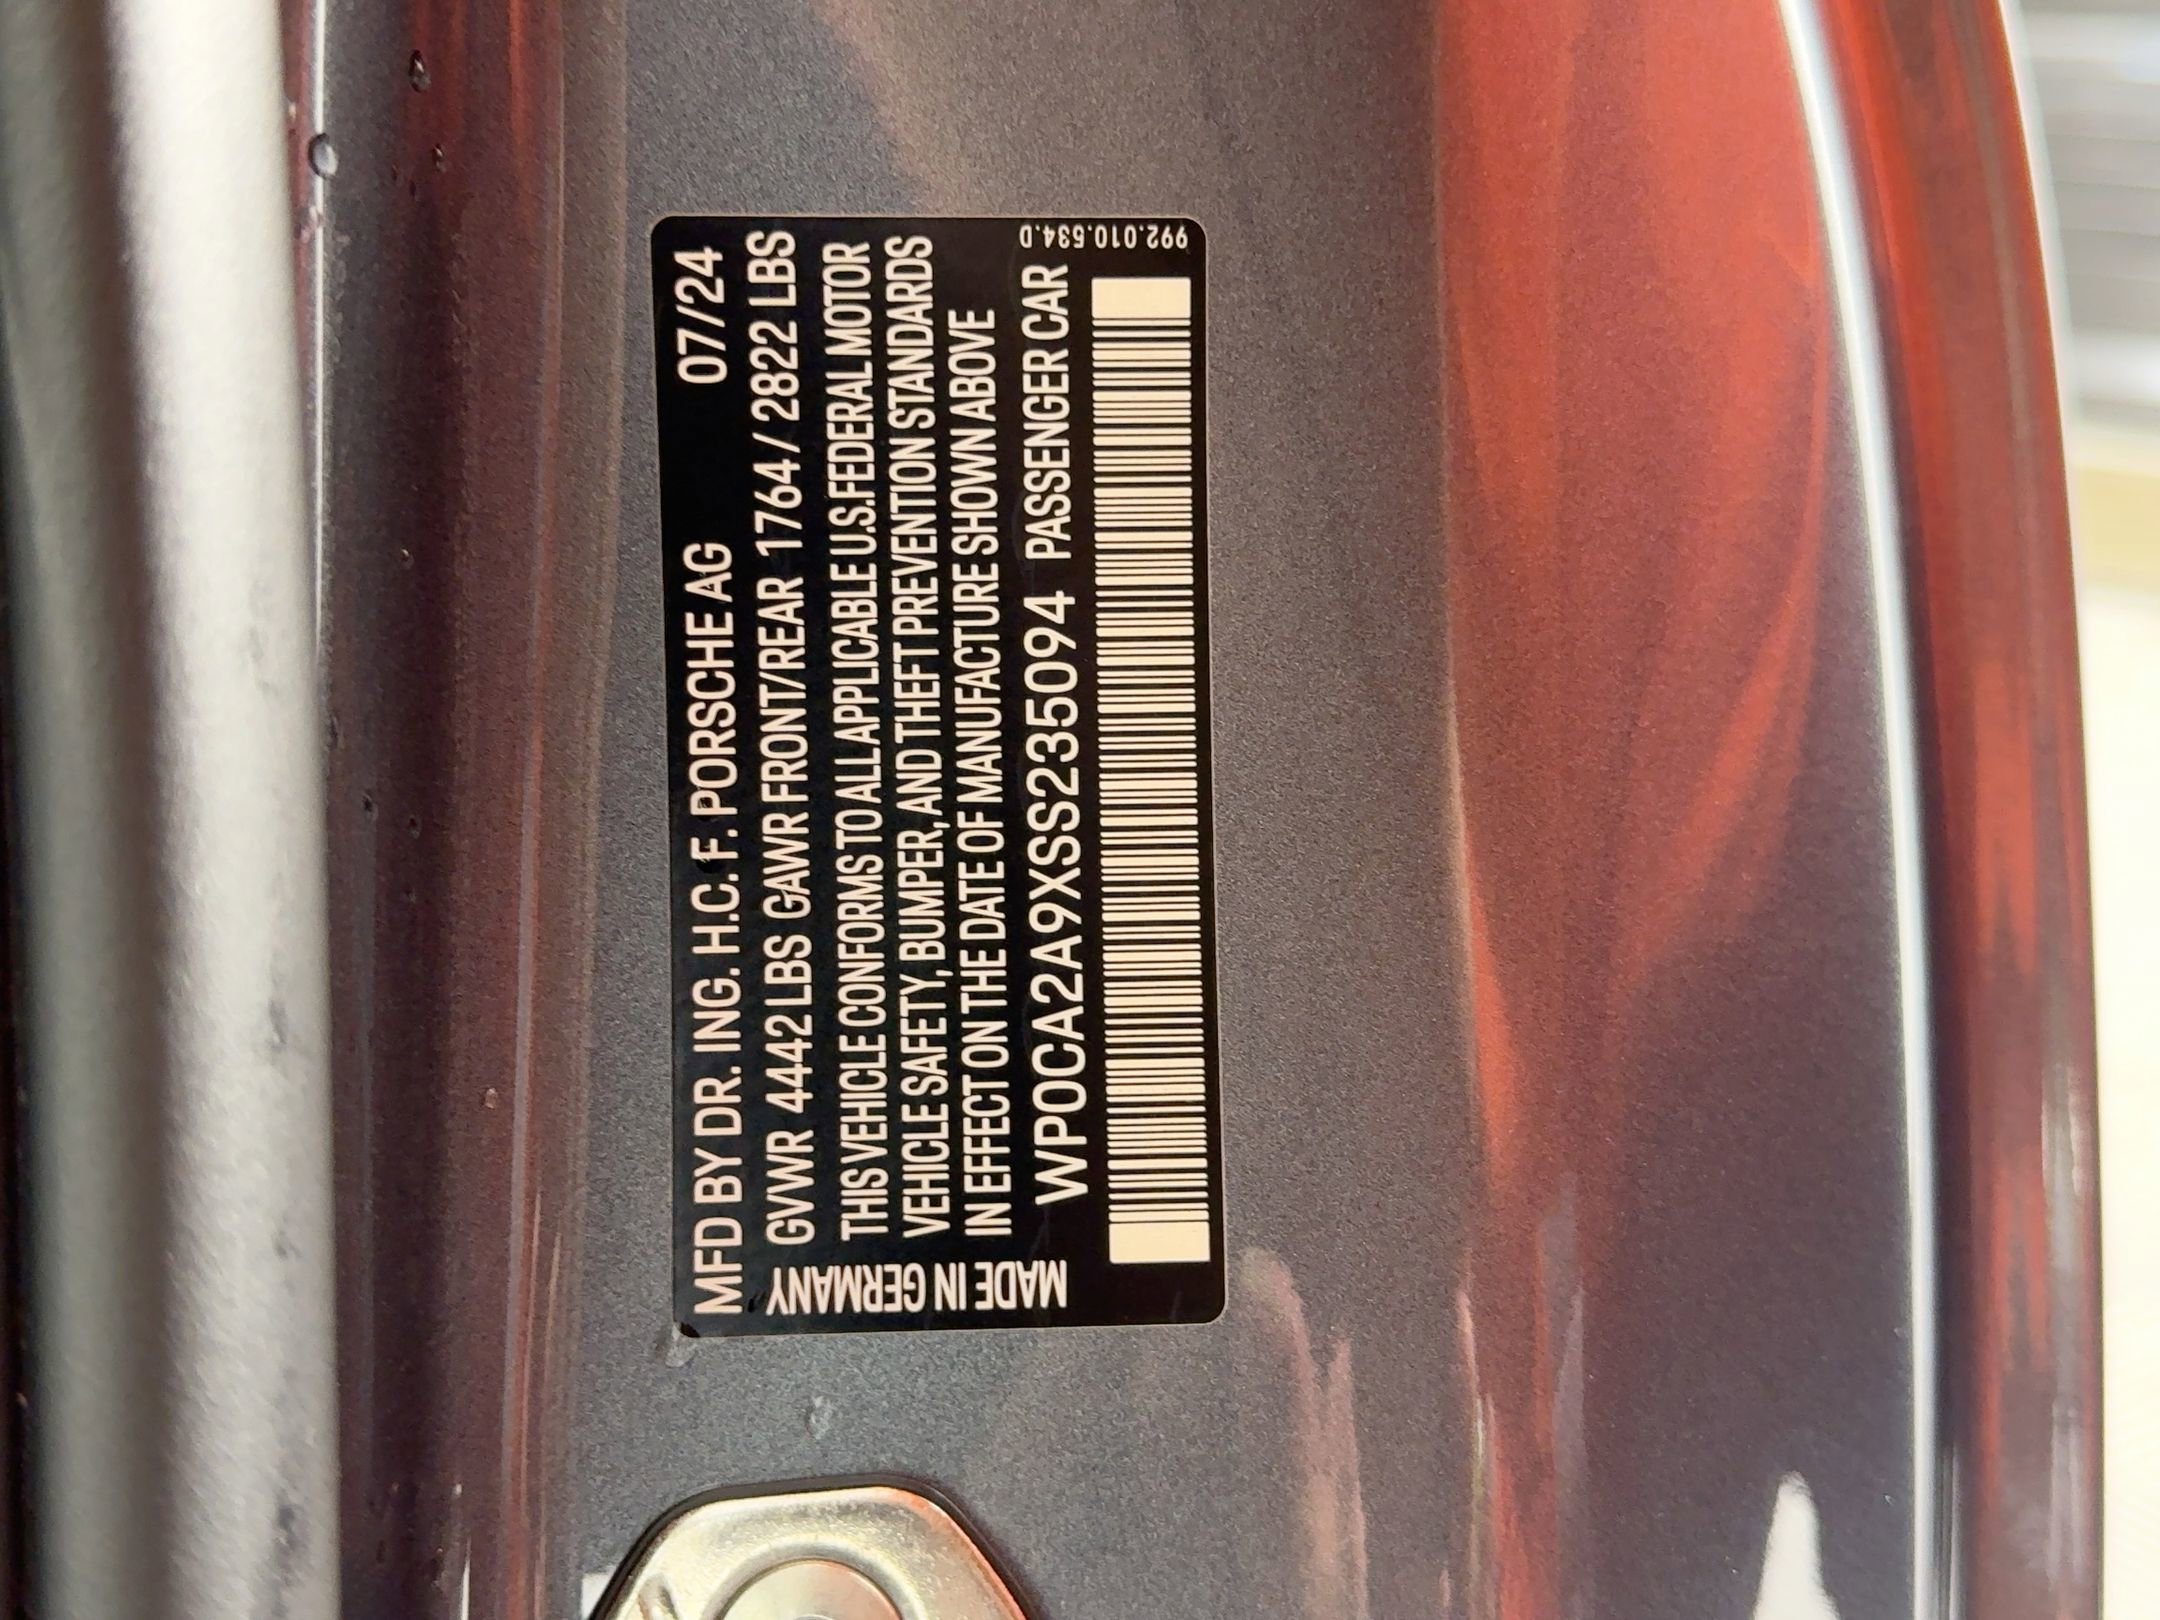 MFD BY DR. ING. H.C. F. PORSCHE AG 07/24
GVWR 4442 LBS GAWR FRONT/REAR 1764 / 2822 LBS
THIS VEHICLE CONFORMS TO ALL APPLICABLE U.S. FEDERAL MOTOR
VEHICLE SAFETY, BUMPER, AND THEFT PREVENTION STANDARDS
IN EFFECT ON THE DATE OF MANUFACTURE SHOWN ABOVE
WP0CA2A9XSS235094 PASSENGER CAR
MADE IN GERMANY
992.010.534.D